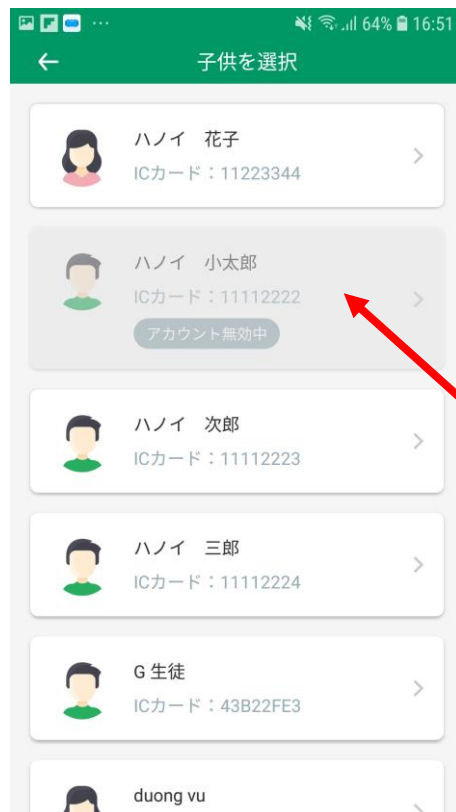 64% 16:51
子供を選択
ハノイ　花子
ICカード：11223344
ハノイ　小太郎
ICカード：11112222
アカウント無効中
ハノイ　次郎
ICカード：11112223
ハノイ　三郎
ICカード：11112224
G 生徒
ICカード：43B22FE3
duong vu